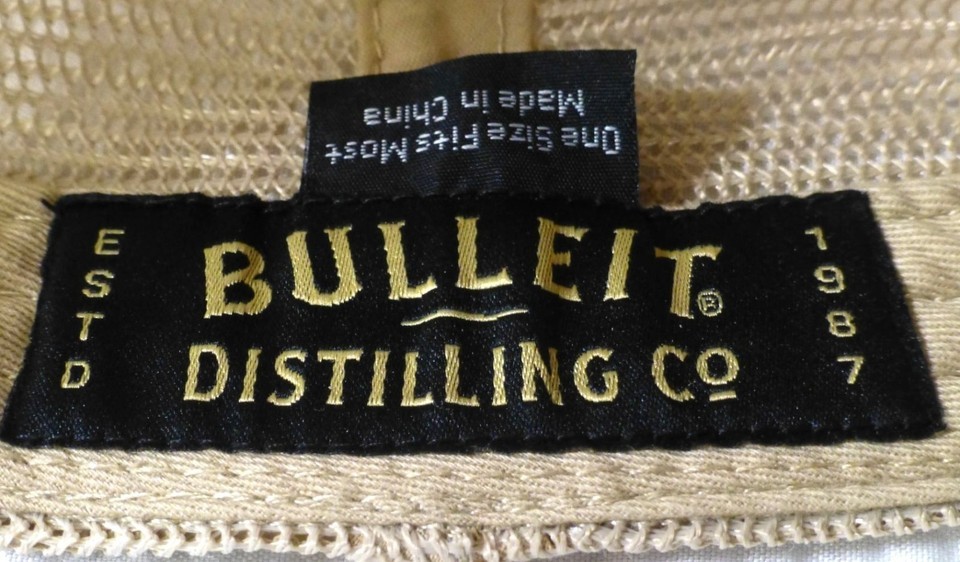 One Size Fits Most
Made in China
ESTD
BULLEIT®
1987
DISTILLING Co